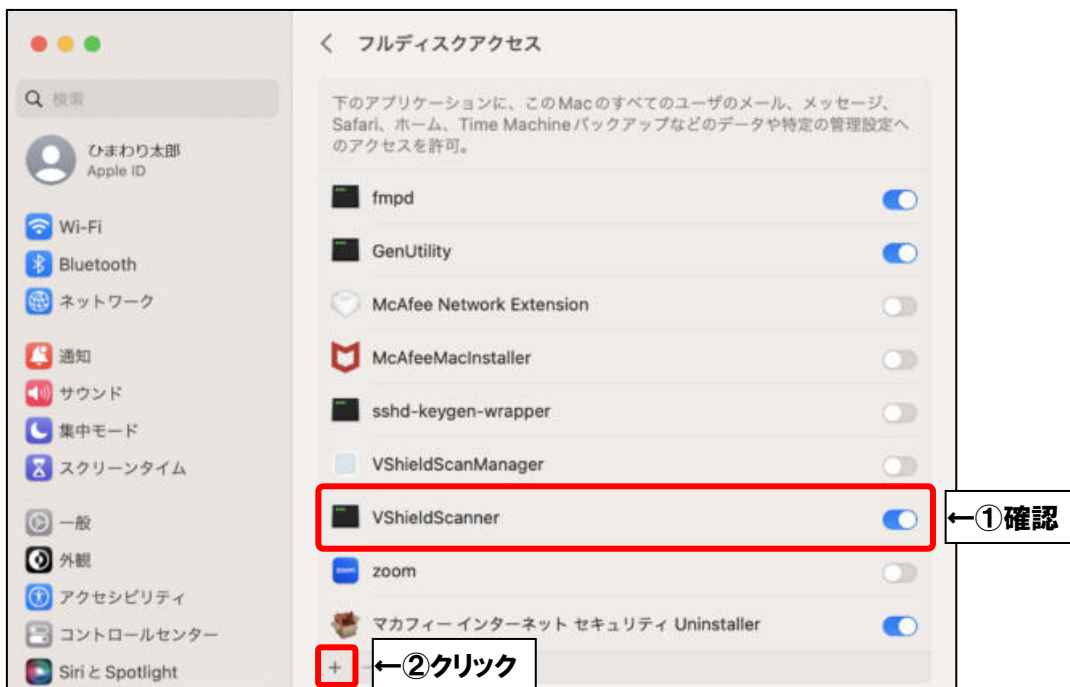 フルディスクアクセス
検索
ひまわり太郎
Apple ID
Wi-Fi
Bluetooth
ネットワーク
通知
サウンド
集中モード
スクリーンタイム
一般
外観
アクセシビリティ
コントロールセンター
Siri と Spotlight
下のアプリケーションに、このMacのすべてのユーザのメール、メッセージ、
Safari、ホーム、Time Machineバックアップなどのデータや特定の管理設定へ
のアクセスを許可。
fmpd
GenUtility
McAfee Network Extension
McAfeeMacInstaller
sshd-keygen-wrapper
VShieldScanManager
VShieldScanner
←①確認
zoom
マカフィー インターネット セキュリティ Uninstaller
+
←②クリック